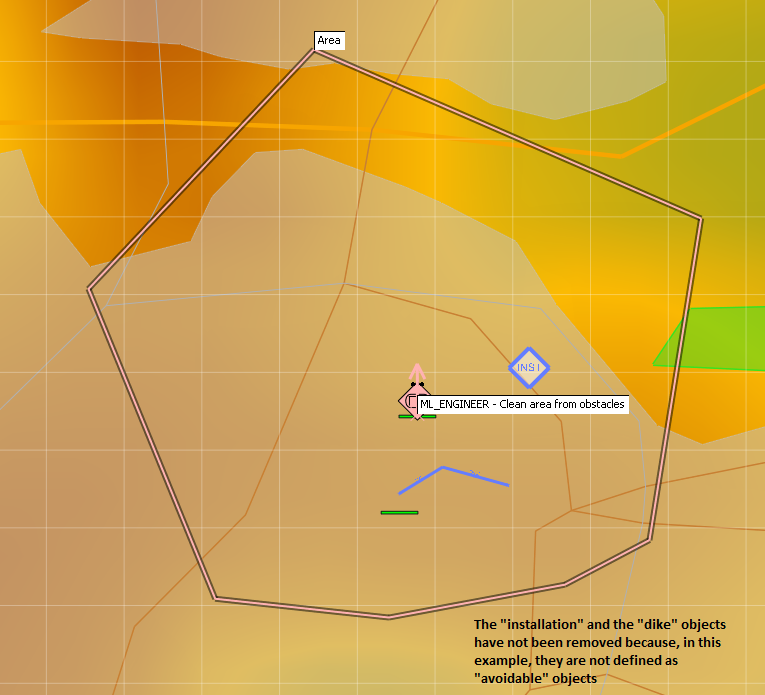 Area
INST
ML_ENGINEER - Clean area from obstacles
The "installation" and the "dike" objects
have not been removed because, in this
example, they are not defined as
"avoidable" objects